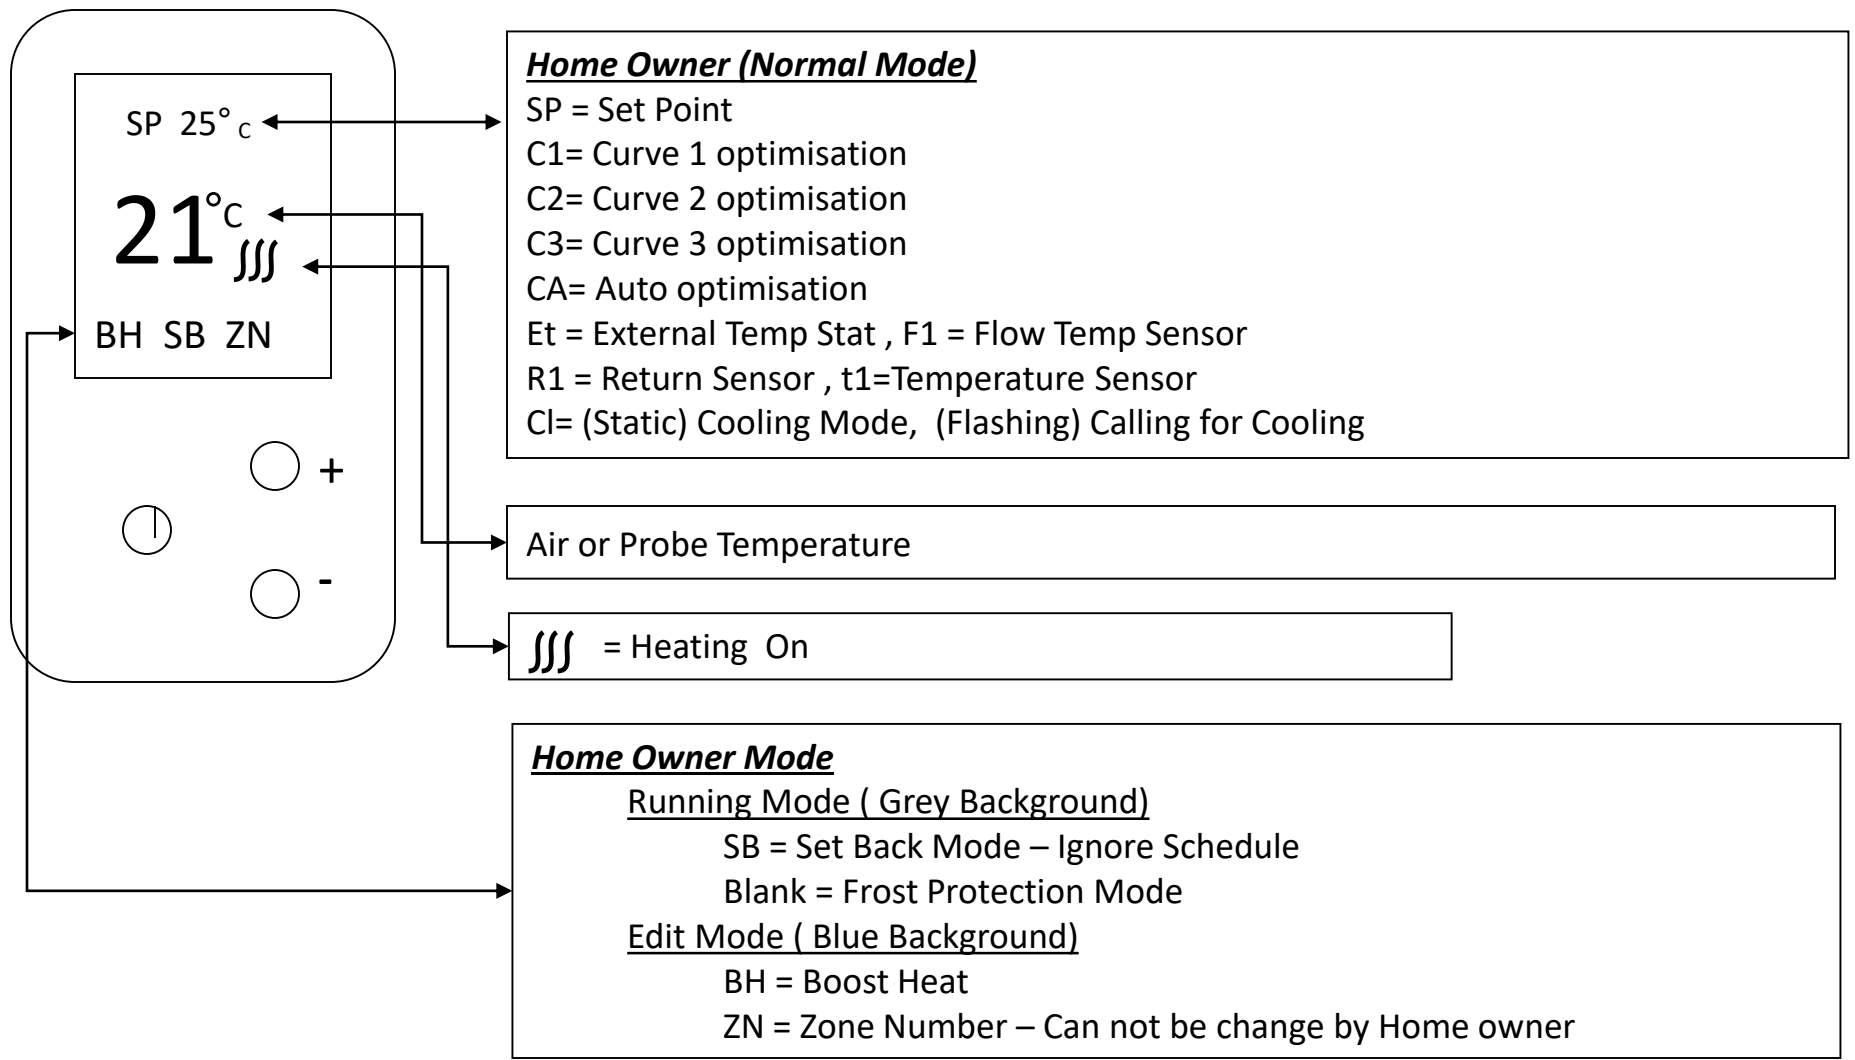 SP 25°C
21°C
BH SB ZN
+
-
Home Owner (Normal Mode)
SP = Set Point
C1= Curve 1 optimisation
C2= Curve 2 optimisation
C3= Curve 3 optimisation
CA= Auto optimisation
Et = External Temp Stat , F1 = Flow Temp Sensor
R1 = Return Sensor , t1=Temperature Sensor
Cl= (Static) Cooling Mode, (Flashing) Calling for Cooling
Air or Probe Temperature
= Heating On
Home Owner Mode
Running Mode ( Grey Background)
SB = Set Back Mode – Ignore Schedule
Blank = Frost Protection Mode
Edit Mode ( Blue Background)
BH = Boost Heat
ZN = Zone Number – Can not be change by Home owner